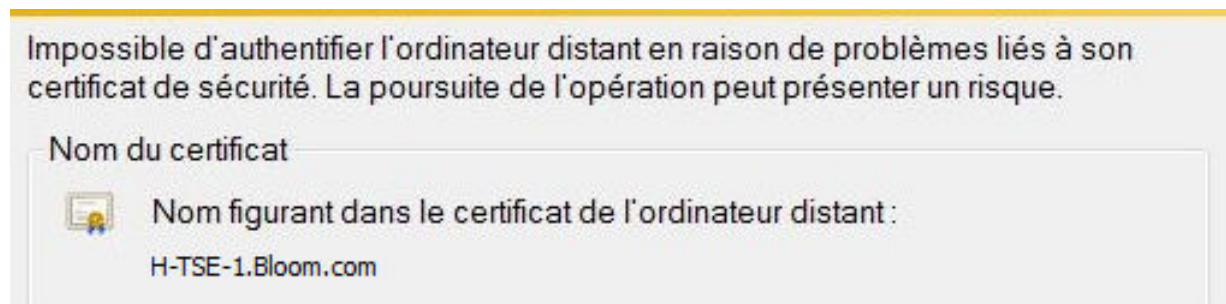 Impossible d'authentifier l'ordinateur distant en raison de problèmes liés à son
certificat de sécurité. La poursuite de l'opération peut présenter un risque.
Nom du certificat
Nom figurant dans le certificat de l'ordinateur distant :
H-TSE-1.Bloom.com